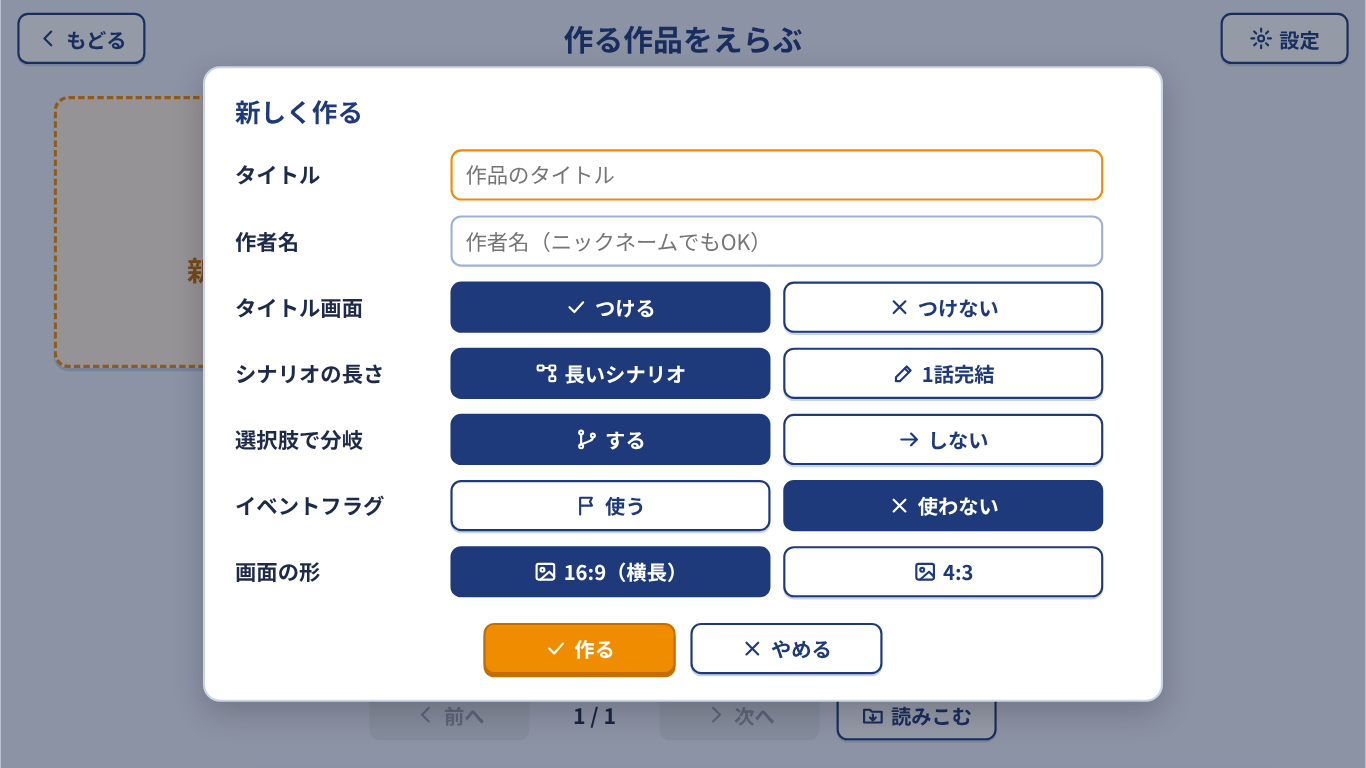 もどる
作る作品をえらぶ
設定
新しく作る
タイトル
作品のタイトル
作者名
作者名（ニックネームでもOK）
タイトル画面
つける
つけない
シナリオの長さ
長いシナリオ
1話完結
選択肢で分岐
する
しない
イベントフラグ
使う
使わない
画面の形
16:9（横長）
4:3
作る
やめる
新
前へ
1 / 1
次へ
読みこむ